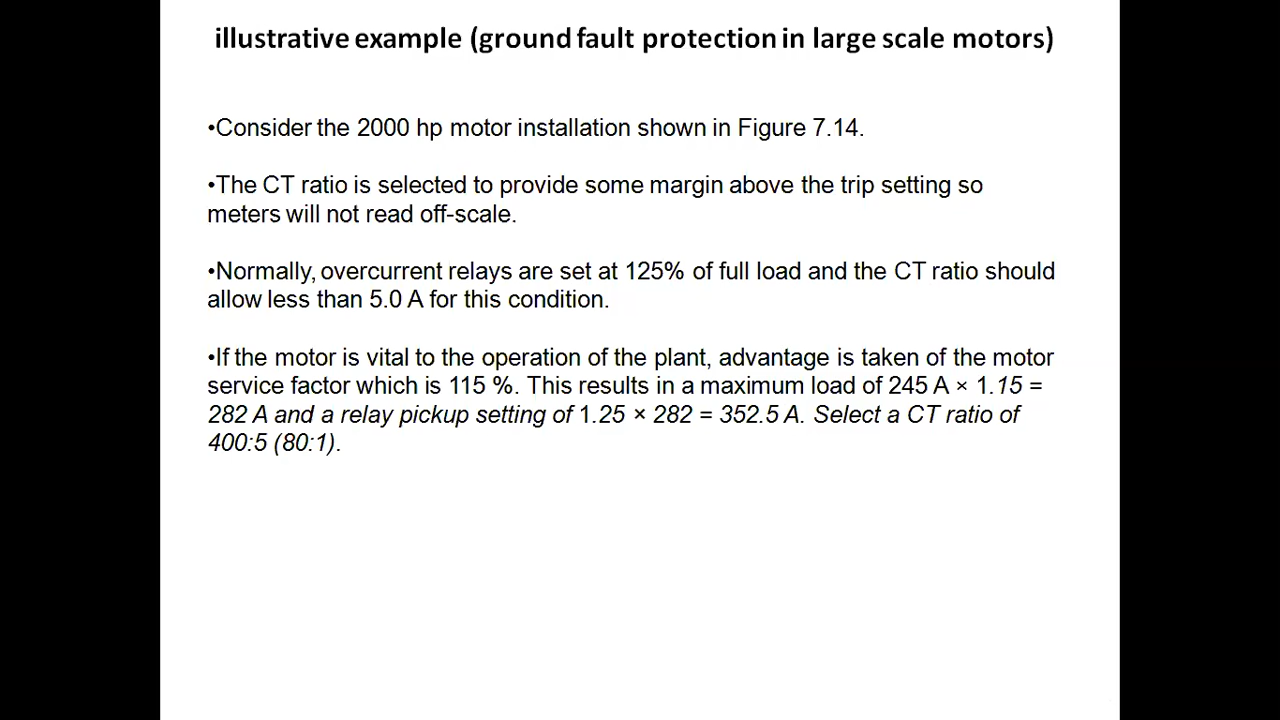 illustrative example (ground fault protection in large scale motors)
•Consider the 2000 hp motor installation shown in Figure 7.14.
•The CT ratio is selected to provide some margin above the trip setting so
meters will not read off-scale.
•Normally, overcurrent relays are set at 125% of full load and the CT ratio should
allow less than 5.0 A for this condition.
•If the motor is vital to the operation of the plant, advantage is taken of the motor
service factor which is 115 %. This results in a maximum load of 245 A × 1.15 =
282 A and a relay pickup setting of 1.25 × 282 = 352.5 A. Select a CT ratio of
400:5 (80:1).